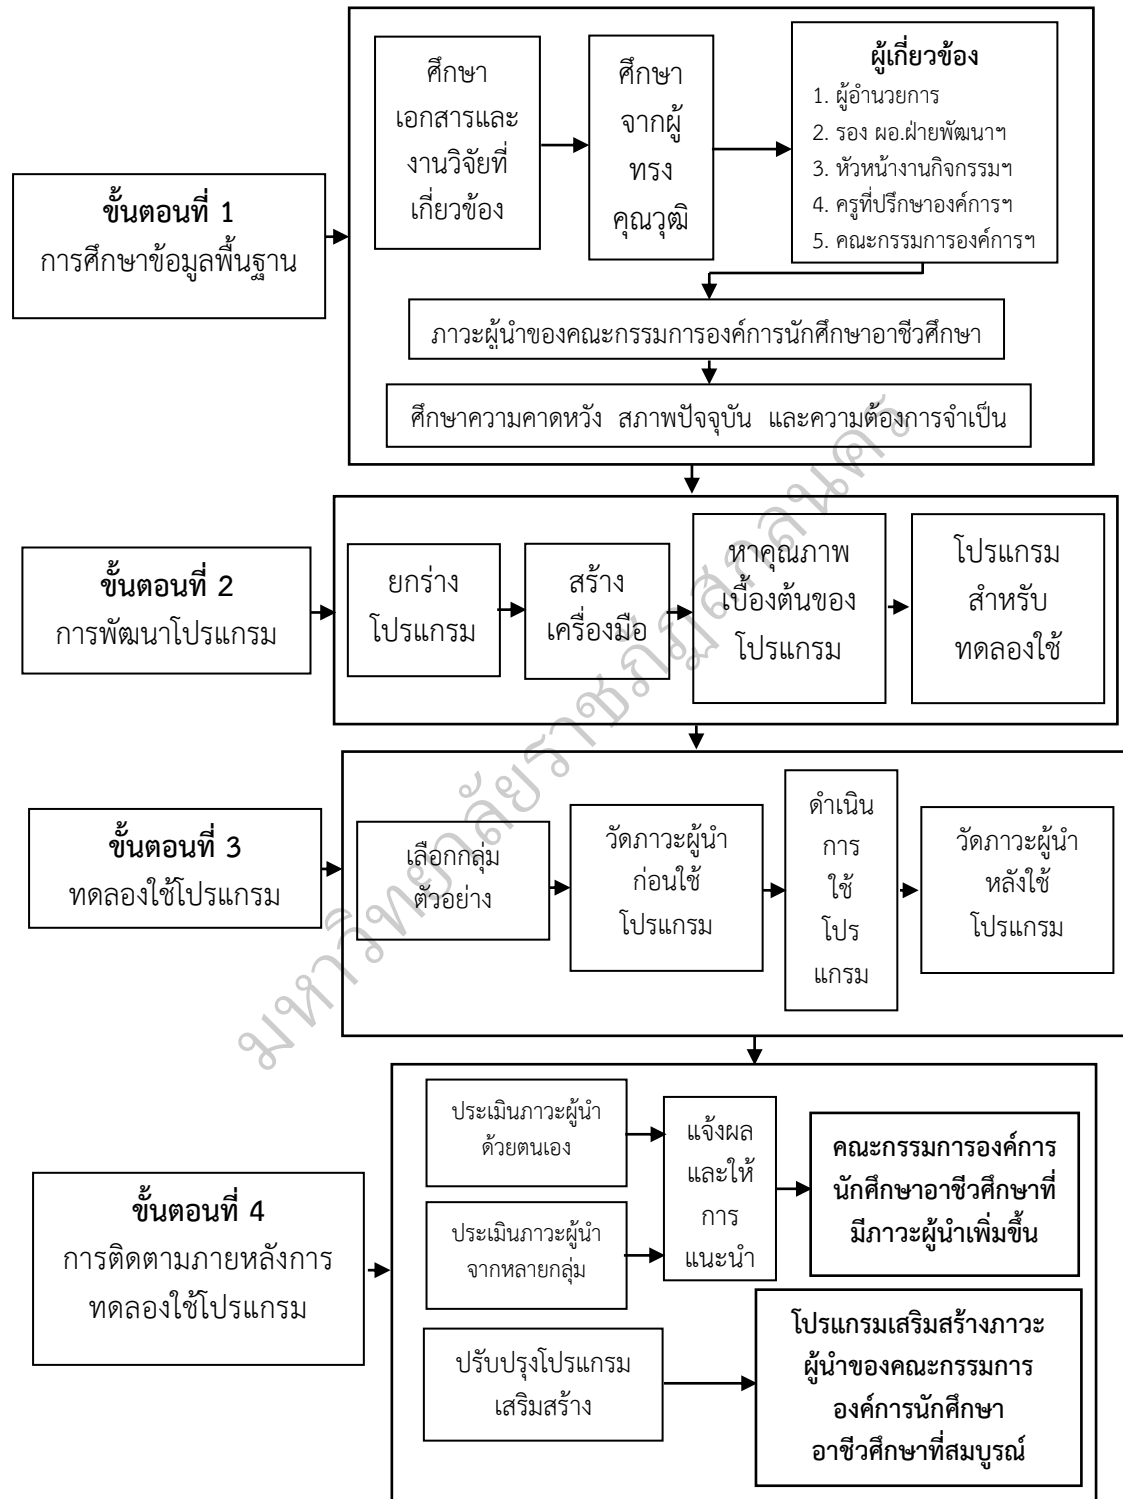 ขั้นตอนที่ 1
การศึกษาข้อมูลพื้นฐาน
ศึกษา
เอกสารและ
งานวิจัยที่
เกี่ยวข้อง
ศึกษา
จากผู้
ทรง
คุณวุฒิ
ผู้เกี่ยวข้อง
1. ผู้อำนวยการ
2. รอง ผอ.ฝ่ายพัฒนาฯ
3. หัวหน้างานกิจกรรมฯ
4. ครูที่ปรึกษาองค์การฯ
5. คณะกรรมการองค์การฯ
ภาวะผู้นำของคณะกรรมการองค์การนักศึกษาอาชีวศึกษา
ศึกษาความคาดหวัง สภาพปัจจุบัน และความต้องการจำเป็น
ขั้นตอนที่ 2
การพัฒนาโปรแกรม
ยกร่าง
โปรแกรม
สร้าง
เครื่องมือ
หาคุณภาพ
เบื้องต้นของ
โปรแกรม
โปรแกรม
สำหรับ
ทดลองใช้
ขั้นตอนที่ 3
ทดลองใช้โปรแกรม
เลือกกลุ่ม
ตัวอย่าง
วัดภาวะผู้นำ
ก่อนใช้
โปรแกรม
ดำเนิน
การ
ใช้
โปร
แกรม
วัดภาวะผู้นำ
หลังใช้
โปรแกรม
ขั้นตอนที่ 4
การติดตามภายหลังการ
ทดลองใช้โปรแกรม
ประเมินภาวะผู้นำ
ด้วยตนเอง
ประเมินภาวะผู้นำ
จากหลายกลุ่ม
แจ้งผล
และให้
การ
แนะนำ
คณะกรรมการองค์การ
นักศึกษาอาชีวศึกษาที่
มีภาวะผู้นำเพิ่มขึ้น
ปรับปรุงโปรแกรม
เสริมสร้าง
โปรแกรมเสริมสร้างภาวะ
ผู้นำของคณะกรรมการ
องค์การนักศึกษา
อาชีวศึกษาที่สมบูรณ์
มหาวิทยาลัยราชภัฏสกลนคร